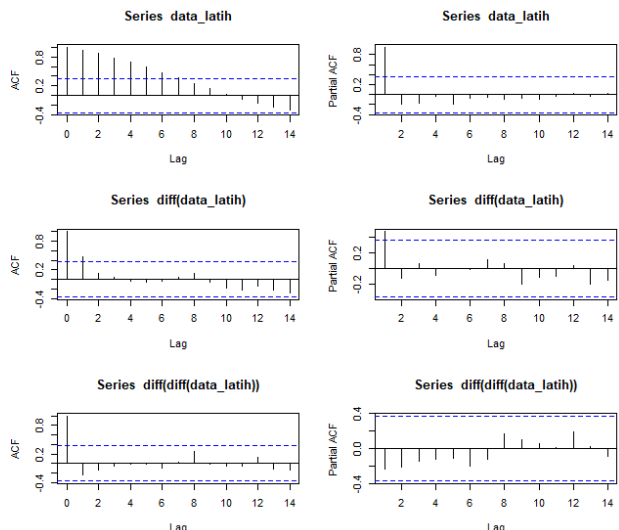 Series data_latih
Series data_latih
ACF
-0.4 0.2 0.8
0 2 4 6 8 10 12 14
Lag
Partial ACF
-0.4 0.2 0.8
2 4 6 8 10 12 14
Lag
Series diff(data_latih)
Series diff(data_latih)
ACF
-0.4 0.2 0.8
0 2 4 6 8 10 12 14
Lag
Partial ACF
-0.2 0.2
2 4 6 8 10 12 14
Lag
Series diff(diff(data_latih))
Series diff(diff(data_latih))
ACF
-0.4 0.2 0.8
0 2 4 6 8 10 12 14
Lag
Partial ACF
-0.4 0.0 0.4
2 4 6 8 10 12 14
Lag